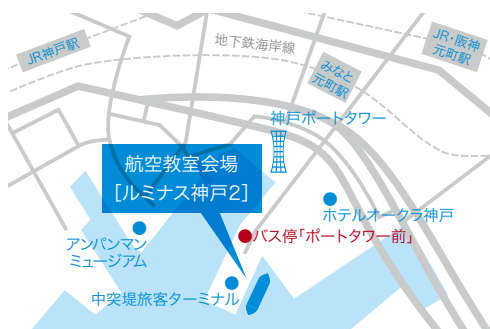 地下鉄海岸線
JR・阪神
元町駅
JR神戸駅
みなと
元町駅
神戸ポートタワー
航空教室会場
[ルミナス神戸2]
ホテルオークラ神戸
バス停「ポートタワー前」
アンパンマン
ミュージアム
中突堤旅客ターミナル